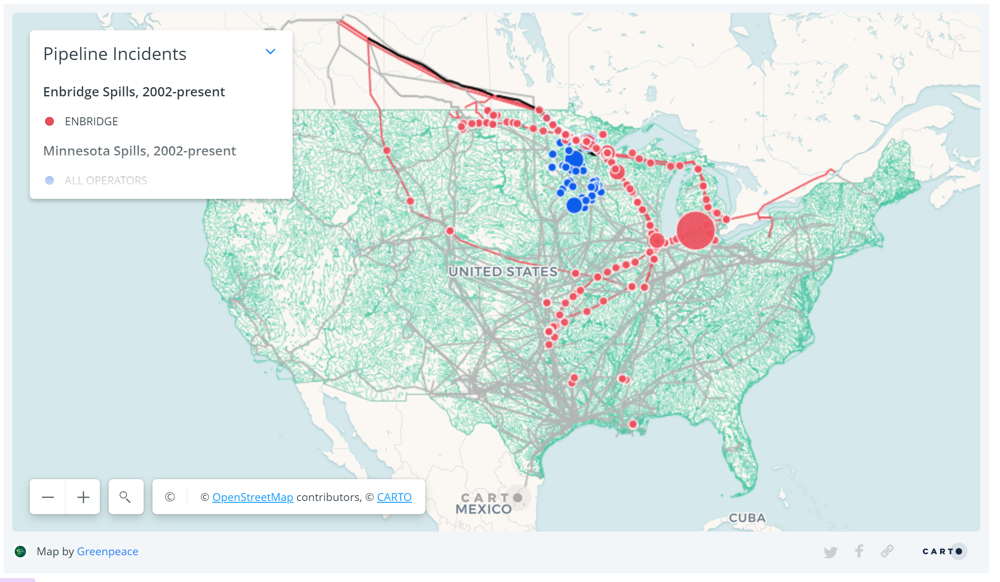 Pipeline Incidents
Enbridge Spills, 2002-present
ENBRIDGE
Minnesota Spills, 2002-present
ALL OPERATORS
UNITED STATES
© © OpenStreetMap contributors, © CARTO
CARTO
MEXICO
CUBA
Map by Greenpeace
CARTO